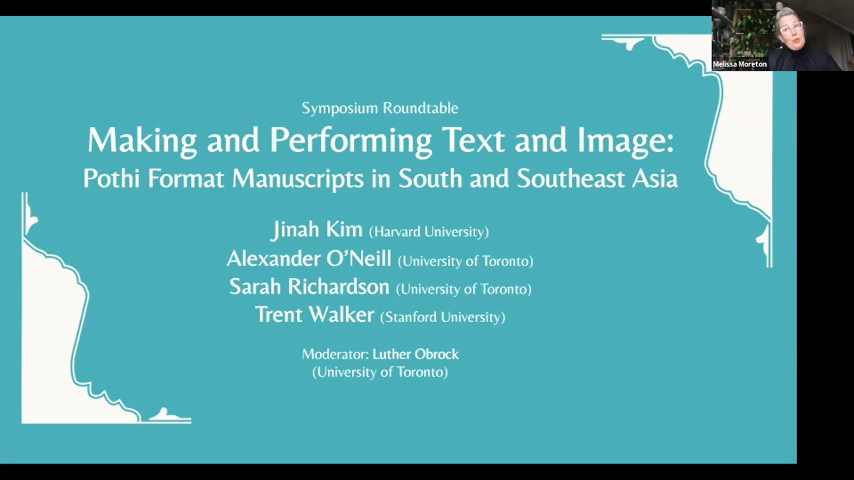 Melissa Moreton
Symposium Roundtable
Making and Performing Text and Image:
Pothi Format Manuscripts in South and Southeast Asia
Jinah Kim (Harvard University)
Alexander O’Neill (University of Toronto)
Sarah Richardson (University of Toronto)
Trent Walker (Stanford University)
Moderator: Luther Obrock
(University of Toronto)